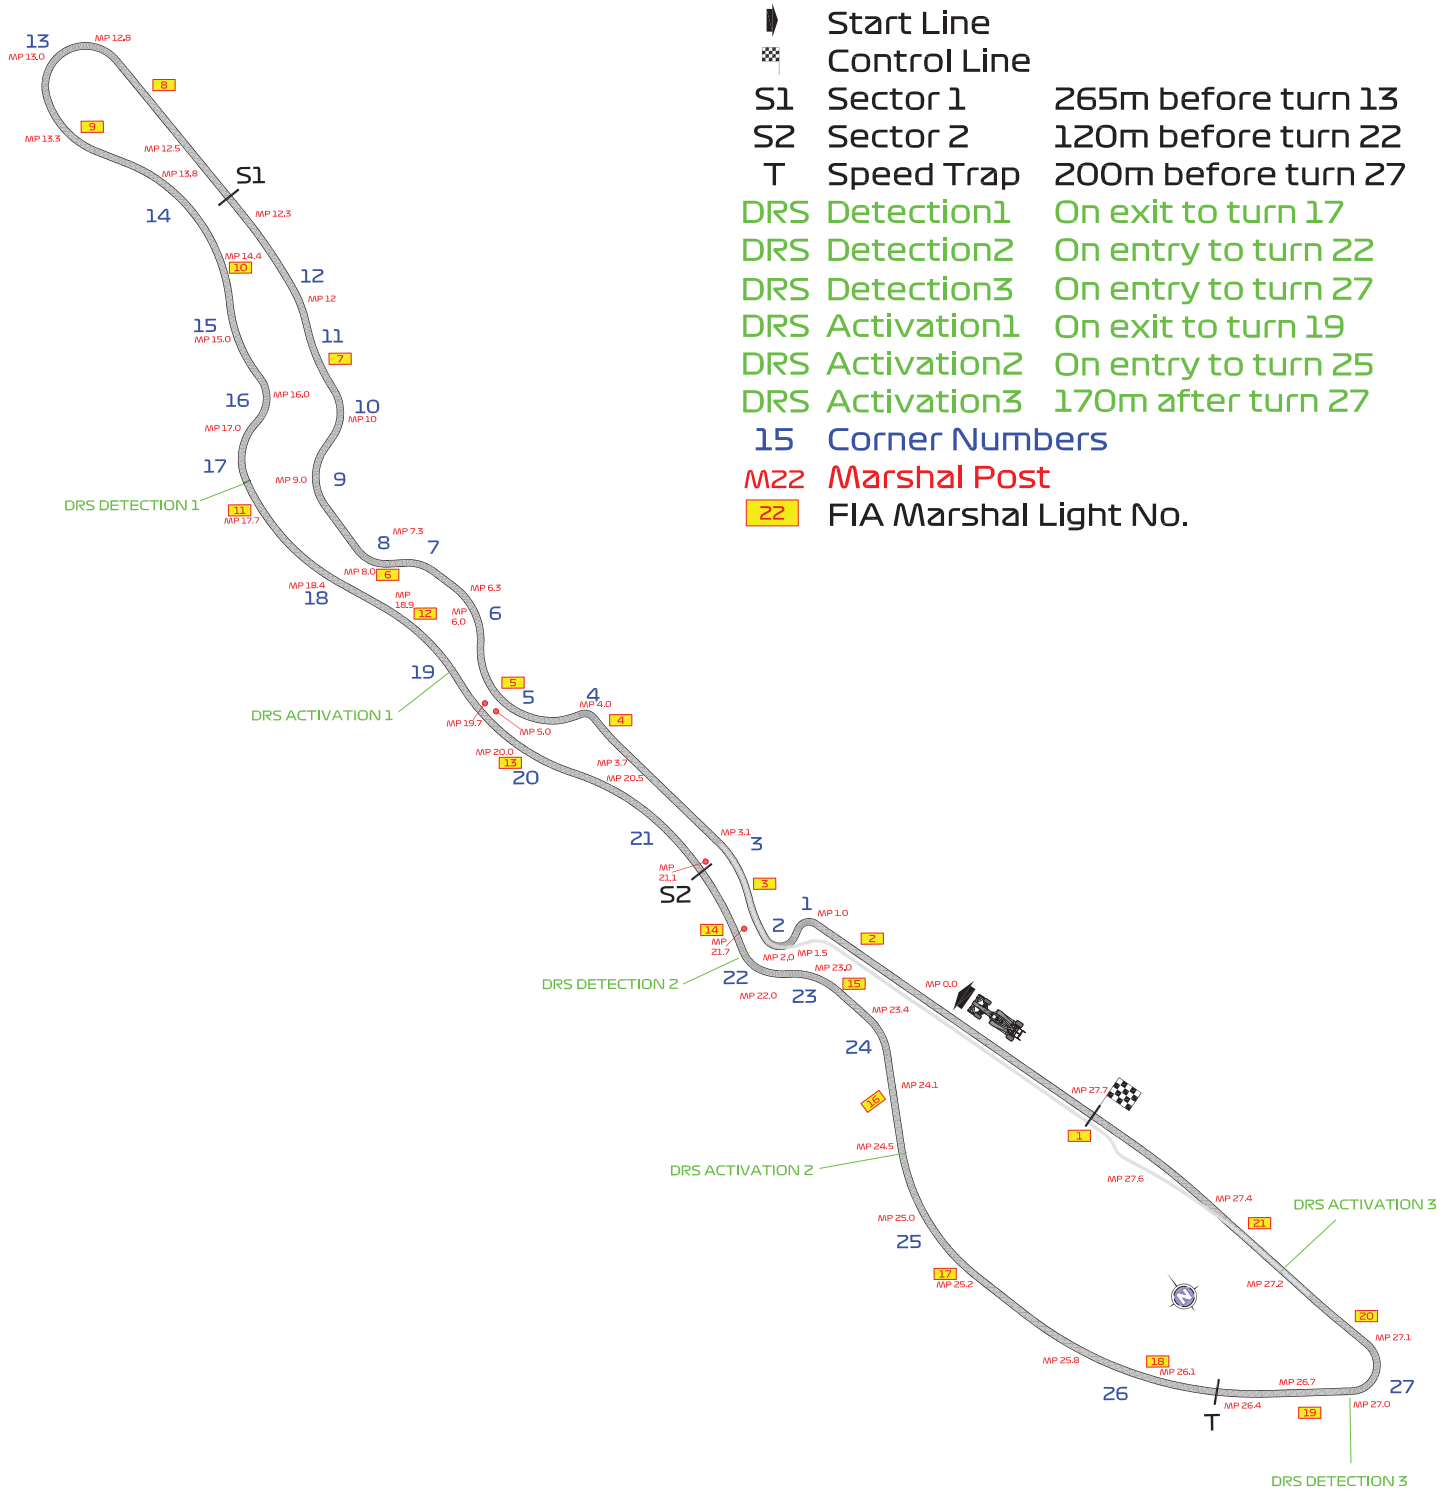 Start Line
Control Line
S1 Sector 1 265m before turn 13
S2 Sector 2 120m before turn 22
T Speed Trap 200m before turn 27
DRS Detection1 On exit to turn 17
DRS Detection2 On entry to turn 22
DRS Detection3 On entry to turn 27
DRS Activation1 On exit to turn 19
DRS Activation2 On entry to turn 25
DRS Activation3 170m after turn 27
15 Corner Numbers
M22 Marshal Post
22 FIA Marshal Light No.
13
MP 12.8
MP 13.0
8
9
MP 13.3
MP 12.5
MP 13.8
S1
14
MP 12.3
MP 14.4
10
12
MP 12
15
MP 15.0
11
7
16
MP 16.0
10
MP 10
MP 17.0
17
MP 9.0
9
DRS DETECTION 1
11
MP 17.7
MP 7.3
8
7
MP 8.0
6
MP 18.4
18
MP
18.9
12
MP 6.3
MP
6.0
6
19
5
5
4
MP 4.0
4
DRS ACTIVATION 1
MP 19.7
MP 5.0
MP 20.0
13
20
MP 3.7
MP 20.5
21
MP 3.1
3
MP
21.1
S2
3
1
MP 1.0
2
2
14
MP
21.7
MP 2.0
MP 1.5
MP 23.0
DRS DETECTION 2
22
MP 22.0
23
15
MP 0.0
MP 23.4
24
MP 24.1
16
MP 27.7
1
MP 24.5
DRS ACTIVATION 2
MP 27.6
MP 27.4
DRS ACTIVATION 3
21
MP 25.0
25
17
MP 25.2
MP 27.2
N
20
MP 27.1
MP 25.8
18
MP 26.1
26
MP 26.7
27
T
MP 26.4
19
MP 27.0
DRS DETECTION 3